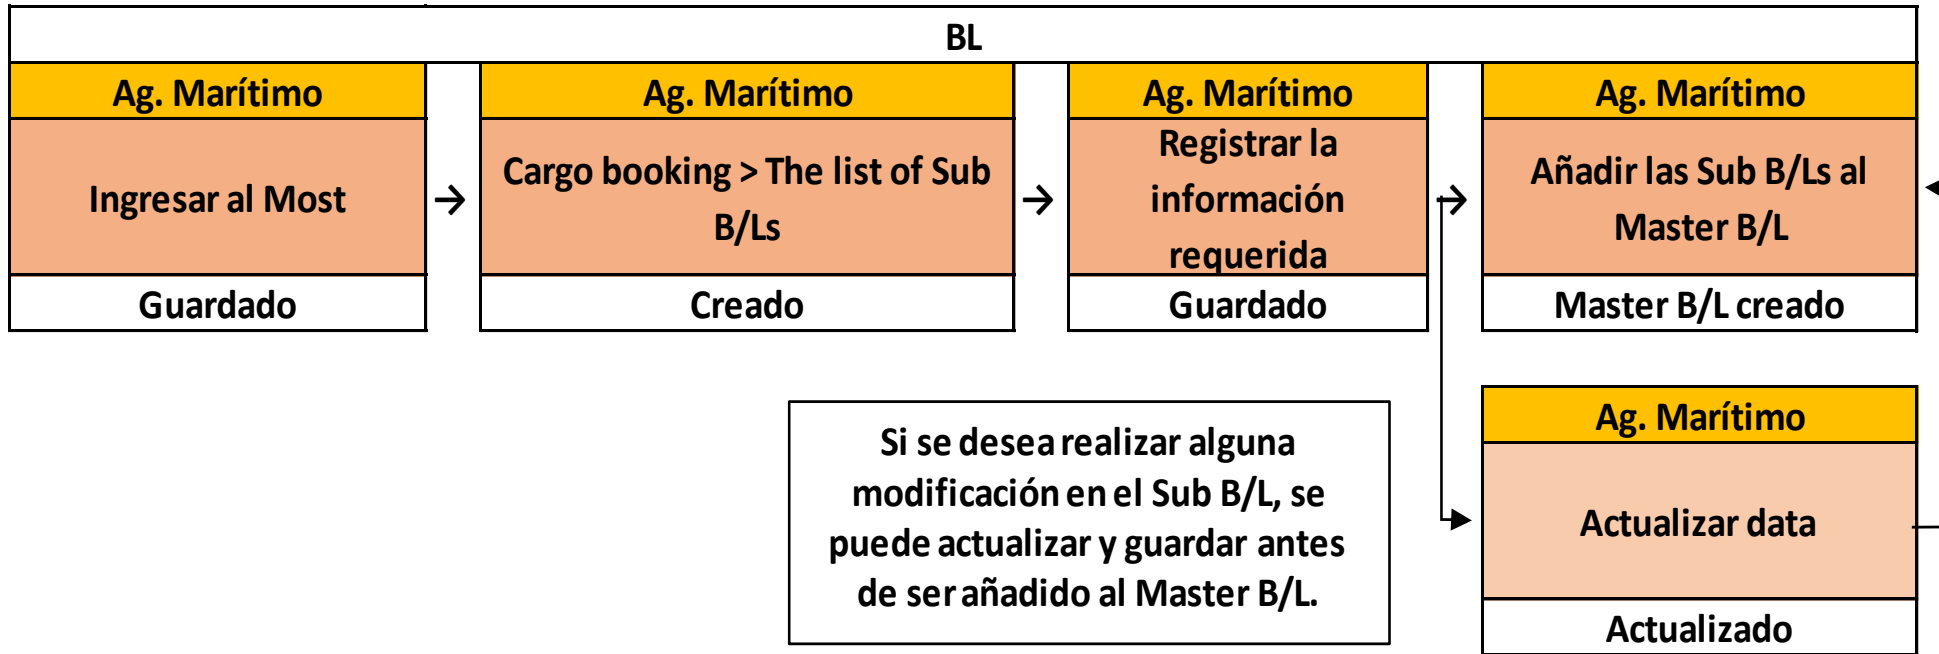 BL
Ag. Marítimo
Ingresar al Most
Guardado
→
Ag. Marítimo
Cargo booking > The list of Sub
B/Ls
Creado
→
Ag. Marítimo
Registrar la
información
requerida
Guardado
→
Ag. Marítimo
Añadir las Sub B/Ls al
Master B/L
Master B/L creado
Si se desea realizar alguna
modificación en el Sub B/L, se
puede actualizar y guardar antes
de ser añadido al Master B/L.
Ag. Marítimo
Actualizar data
Actualizado